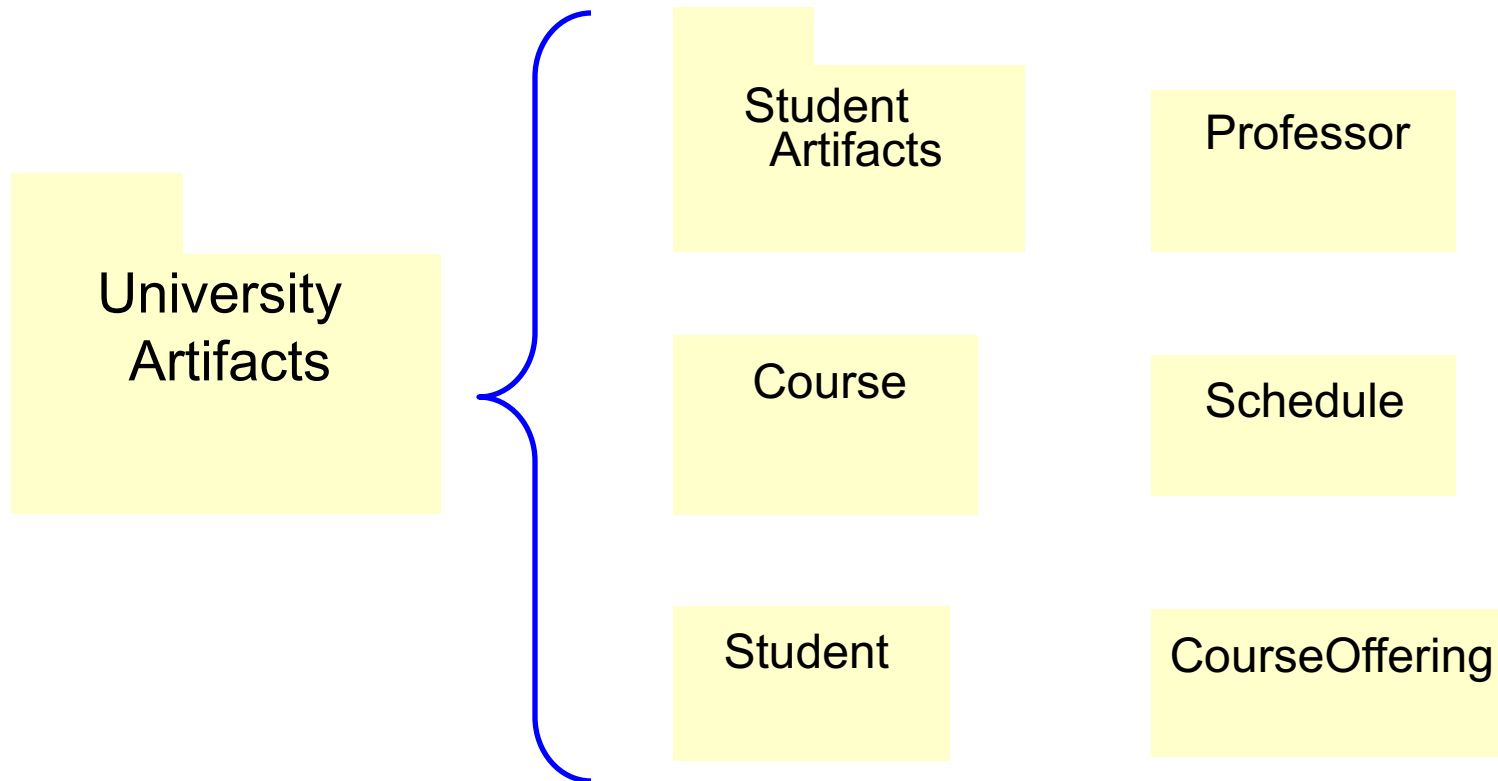 University
Artifacts
Student
Artifacts
Professor
Course
Schedule
Student
CourseOffering